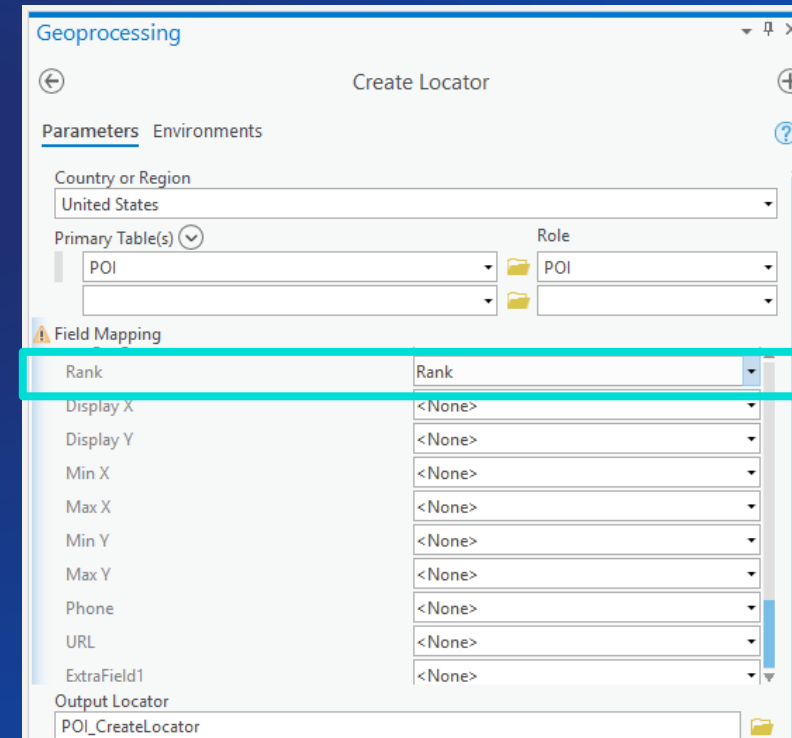 Geoprocessing
Create Locator
Parameters Environments
Country or Region
United States
Primary Table(s) Role
POI POI
Field Mapping
Rank Rank
Display X <None>
Display Y <None>
Min X <None>
Max X <None>
Min Y <None>
Max Y <None>
Phone <None>
URL <None>
ExtraField1 <None>
Output Locator
POI_CreateLocator